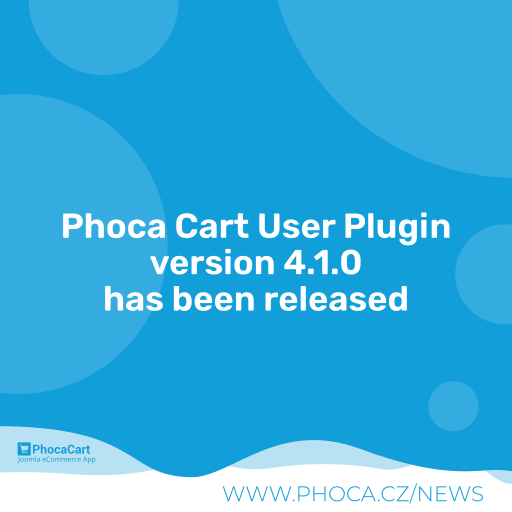 Phoca Cart User Plugin
version 4.1.0
has been released
PhocaCart
Joomla eCommerce App
WWW.PHOCA.CZ/NEWS